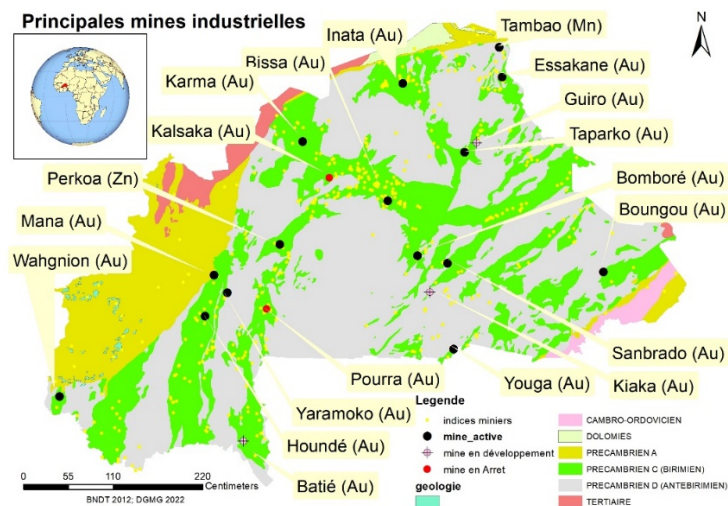 Principales mines industrielles
N
Inata (Au)
Tambao (Mn)
Bissa (Au)
Essakane (Au)
Karma (Au)
Guiro (Au)
Kalsaka (Au)
Taparko (Au)
Perkoa (Zn)
Bomboré (Au)
Mana (Au)
Boungou (Au)
Wahgnion (Au)
Sanbrado (Au)
Pourra (Au)
Youga (Au)
Kiaka (Au)
Yaramoko (Au)
Houndé (Au)
Batié (Au)
Legende
indices miniers
mine_active
mine en développement
mine en Arret
geologie
CAMBRO-ORDOVICIEN
DOLOMIES
PRECAMBRIEN A
PRECAMBRIEN C (BIRIMIEN)
PRECAMBRIEN D (ANTEBIRIMIEN)
TERTIAIRE
0 55 110 220
Centimeters
BNDT 2012; DGMG 2022